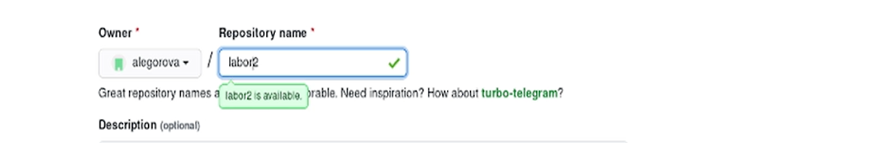 Owner * Repository name *
alegorova / labor2
Great repository names a labor2 is available. orable. Need inspiration? How about turbo-telegram?
Description (optional)